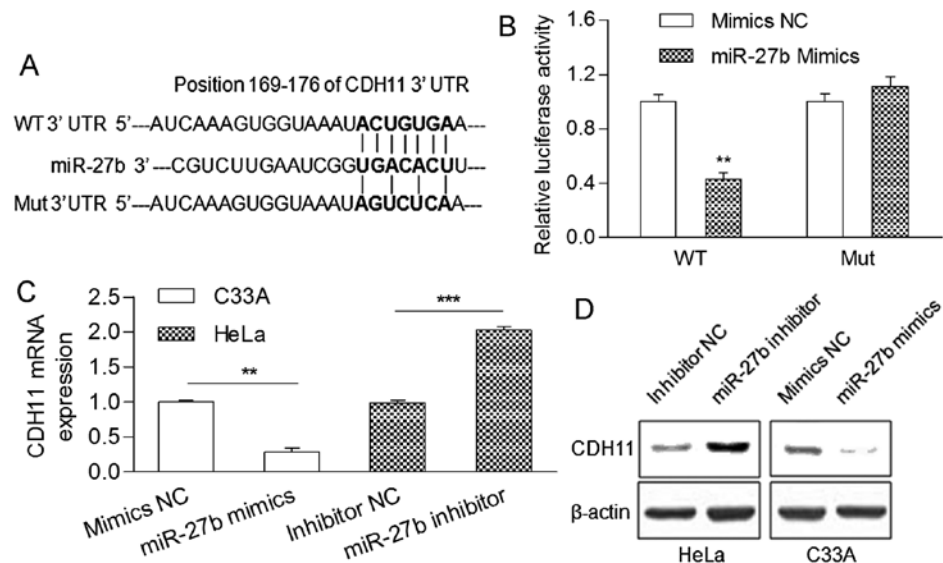 A
Position 169-176 of CDH11 3' UTR
WT 3' UTR 5'---AUCAAAGUGGUAAAUACUGUGAA---
miR-27b 3' ---CGUCUUGAAUCGGUGACACUU---
Mut 3'UTR 5'---AUCAAAGUGGUAAAUAGUCUCAA---
B
Mimics NC
miR-27b Mimics
Relative luciferase activity
1.6
1.2
0.8
0.4
0.0
**
WT
Mut
C
C33A
HeLa
CDH11 mRNA
expression
2.5
2.0
1.5
1.0
0.5
0.0
**
***
Mimics NC
miR-27b mimics
Inhibitor NC
miR-27b inhibitor
D
Inhibitor NC
miR-27b inhibitor
Mimics NC
miR-27b mimics
CDH11
β-actin
HeLa
C33A